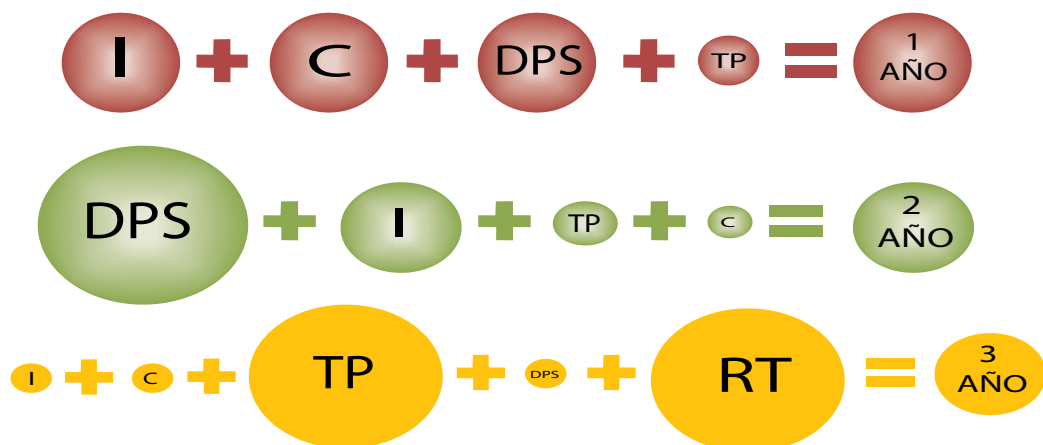 I + C + DPS + TP = 1 AÑO
DPS + I + TP + C = 2 AÑO
I + C + TP + DPS + RT = 3 AÑO